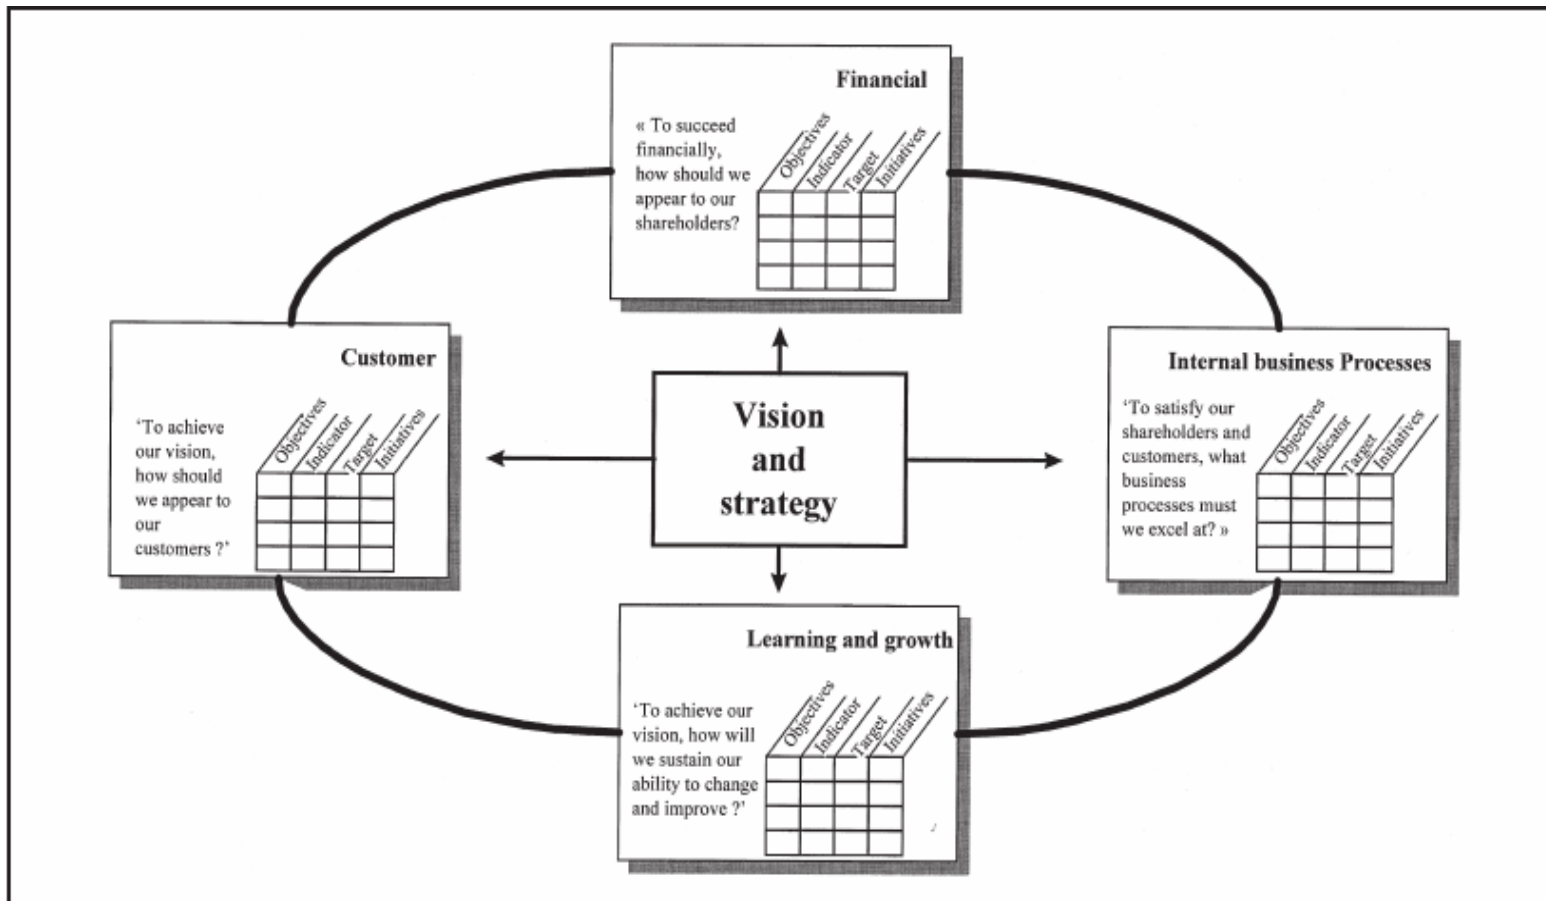 Financial
« To succeed
financially,
how should we
appear to our
shareholders?
Objectives
Indicator
Target
Initiatives
Customer
‘To achieve
our vision,
how should
we appear to
our
customers ?’
Objectives
Indicator
Target
Initiatives
Vision
and
strategy
Internal business Processes
‘To satisfy our
shareholders and
customers, what
business
processes must
we excel at? »
Objectives
Indicator
Target
Initiatives
Learning and growth
‘To achieve our
vision, how will
we sustain our
ability to change
and improve ?’
Objectives
Indicator
Target
Initiatives